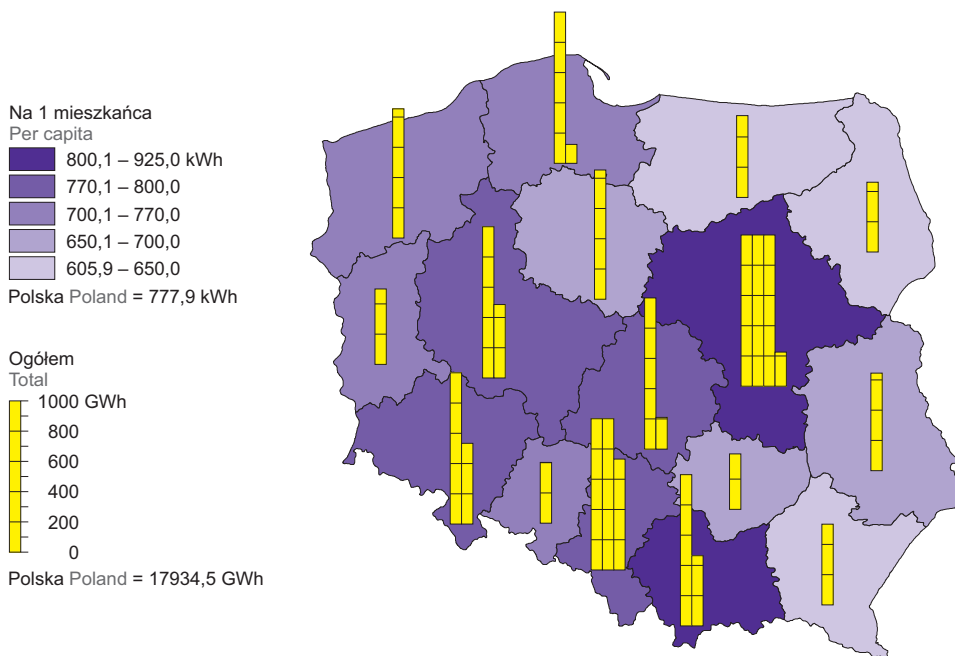 Na 1 mieszkańca
Per capita
800,1 – 925,0 kWh
770,1 – 800,0
700,1 – 770,0
650,1 – 700,0
605,9 – 650,0
Polska Poland = 777,9 kWh
Ogółem
Total
1000 GWh
800
600
400
200
0
Polska Poland = 17934,5 GWh